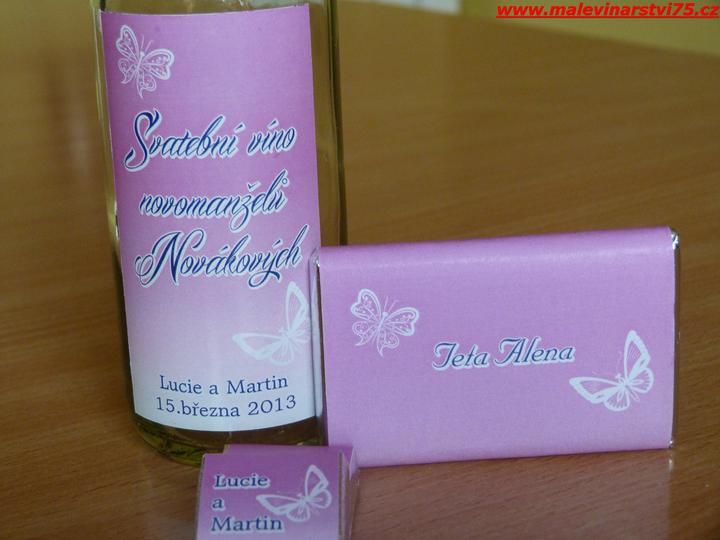 www.malevinarstvi75.cz
Svatební víno
novomanželů
Novákových
Lucie a Martin
15.března 2013
Teta Alena
Lucie
a
Martin